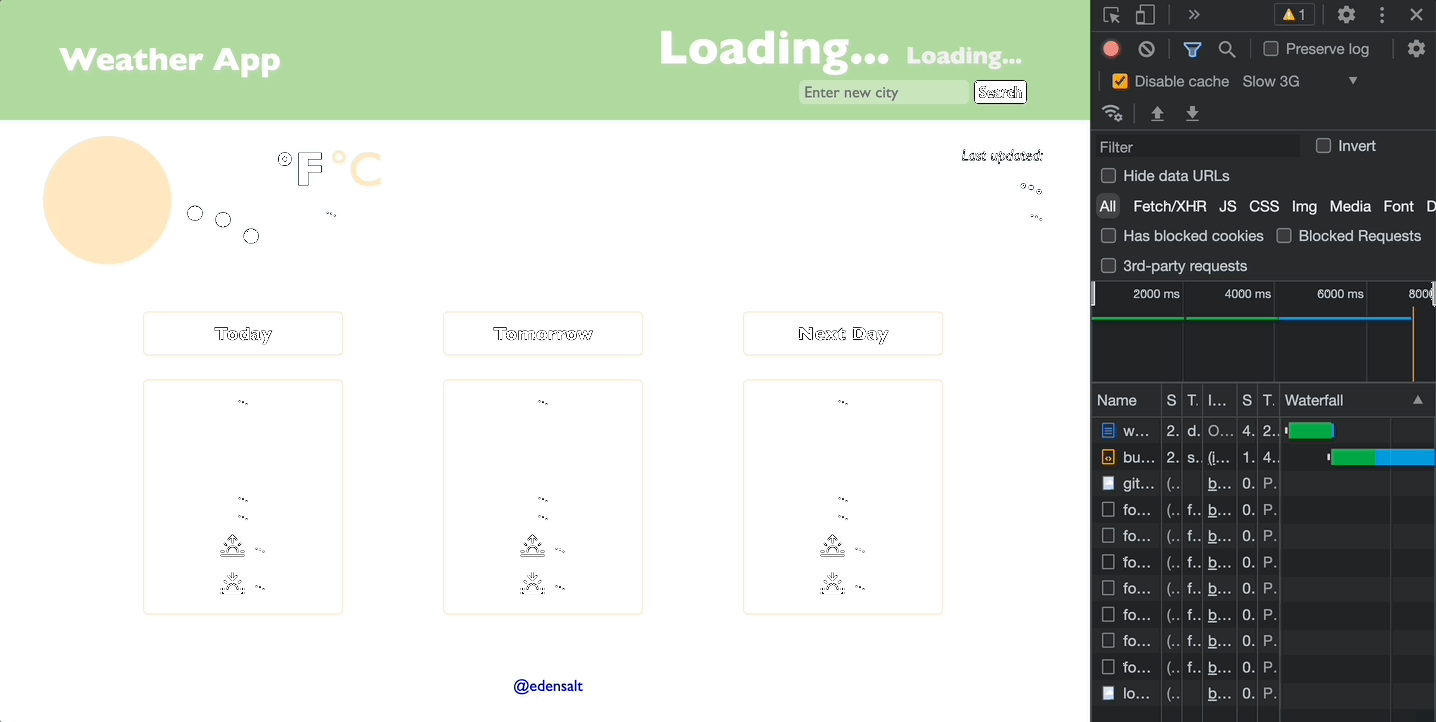 Weather App
Loading... Loading...
Enter new city Search
°F °C
Last updated:
Today Tomorrow Next Day
@edensalt
1
Preserve log
Disable cache Slow 3G
Filter Invert
Hide data URLs
All Fetch/XHR JS CSS Img Media Font D
Has blocked cookies Blocked Requests
3rd-party requests
2000 ms 4000 ms 6000 ms 8000
Name S T. I... S T. Waterfall
w... 2. d. O... 4. 2..
bu... 2. s.. (i... 1. 4..
git... (.. b... 0. P.
fo... (.. f.. b... 0. P.
fo... (.. f.. b... 0. P.
fo... (.. f.. b... 0. P.
fo... (.. f.. b... 0. P.
fo... (.. f.. b... 0. P.
fo... (.. f.. b... 0. P.
fo... (.. f.. b... 0. P.
lo... (.. b... 0. P.